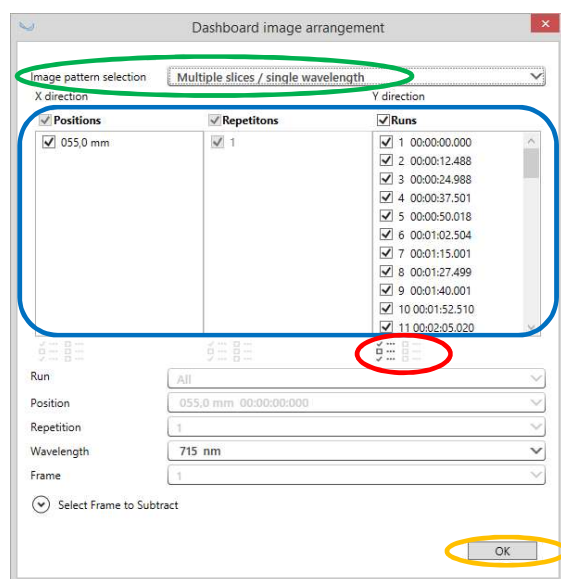 Dashboard image arrangement
Image pattern selection Multiple slices / single wavelength
X direction Y direction
Positions Repetitons Runs
055,0 mm 1 1 00:00:00.000
2 00:00:12.488
3 00:00:24.988
4 00:00:37.501
5 00:00:50.018
6 00:01:02.504
7 00:01:15.001
8 00:01:27.499
9 00:01:40.001
10 00:01:52.510
11 00:02:05.020
Run All
Position 055,0 mm 00:00:00:000
Repetition 1
Wavelength 715 nm
Frame 1
Select Frame to Subtract
OK